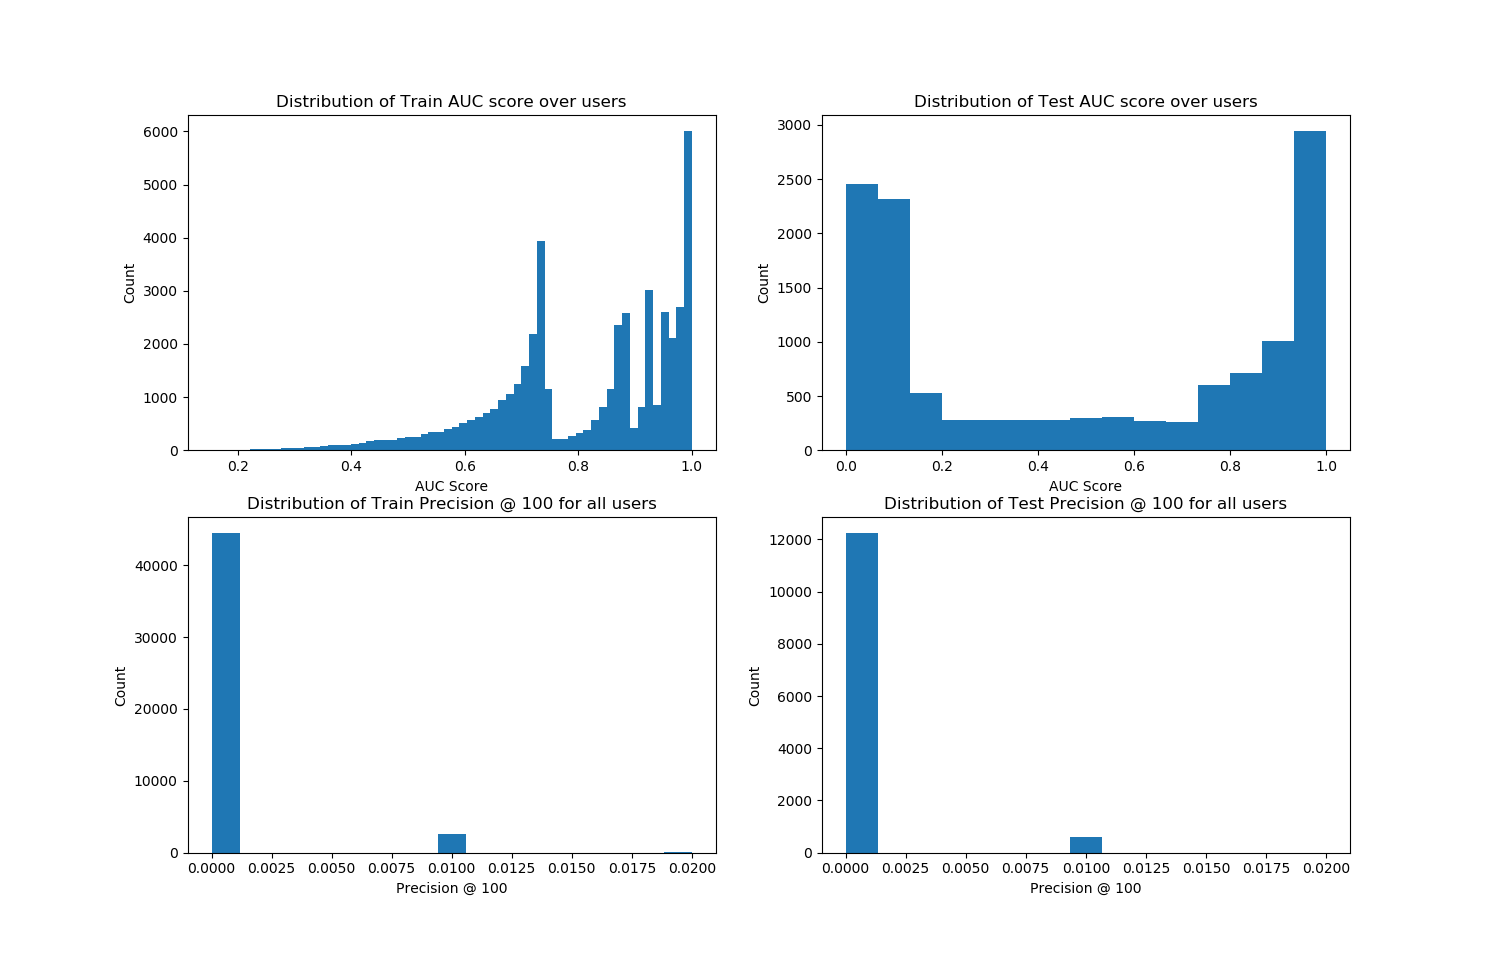 Distribution of Train AUC score over users
Distribution of Test AUC score over users
6000
5000
4000
3000
2000
1000
0
Count
0.2 0.4 0.6 0.8 1.0
AUC Score
3000
2500
2000
1500
1000
500
0
Count
0.0 0.2 0.4 0.6 0.8 1.0
AUC Score
Distribution of Train Precision @ 100 for all users
Distribution of Test Precision @ 100 for all users
40000
30000
20000
10000
0
Count
0.0000 0.0025 0.0050 0.0075 0.0100 0.0125 0.0150 0.0175 0.0200
Precision @ 100
12000
10000
8000
6000
4000
2000
0
Count
0.0000 0.0025 0.0050 0.0075 0.0100 0.0125 0.0150 0.0175 0.0200
Precision @ 100